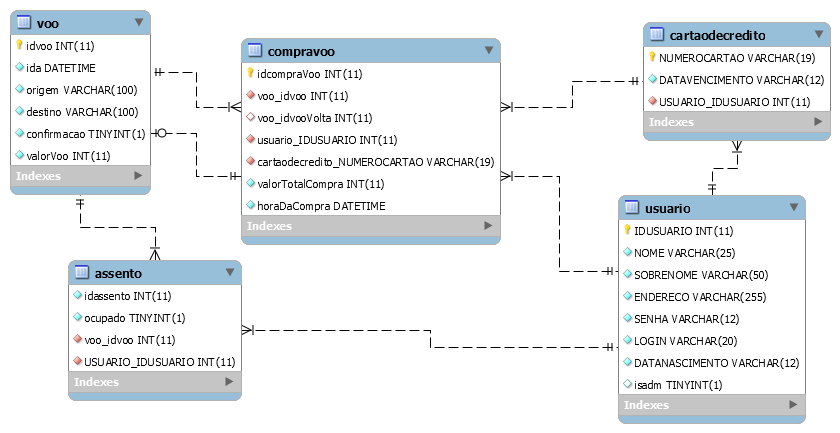 voo
idvoo INT(11)
ida DATETIME
origem VARCHAR(100)
destino VARCHAR(100)
confirmacao TINYINT(1)
valorVoo INT(11)
Indexes
compravoo
idcompraVoo INT(11)
voo_idvoo INT(11)
voo_idvooVolta INT(11)
usuario_IDUSUARIO INT(11)
cartaodecredito_NUMEROCARTAO VARCHAR(19)
valorTotalCompra INT(11)
horaDaCompra DATETIME
Indexes
cartaodecredito
NUMEROCARTAO VARCHAR(19)
DATAVENCIMENTO VARCHAR(12)
USUARIO_IDUSUARIO INT(11)
Indexes
assento
idassento INT(11)
ocupado TINYINT(1)
voo_idvoo INT(11)
USUARIO_IDUSUARIO INT(11)
Indexes
usuario
IDUSUARIO INT(11)
NOME VARCHAR(25)
SOBRENOME VARCHAR(50)
ENDERECO VARCHAR(255)
SENHA VARCHAR(12)
LOGIN VARCHAR(20)
DATANASCIMENTO VARCHAR(12)
isadm TINYINT(1)
Indexes